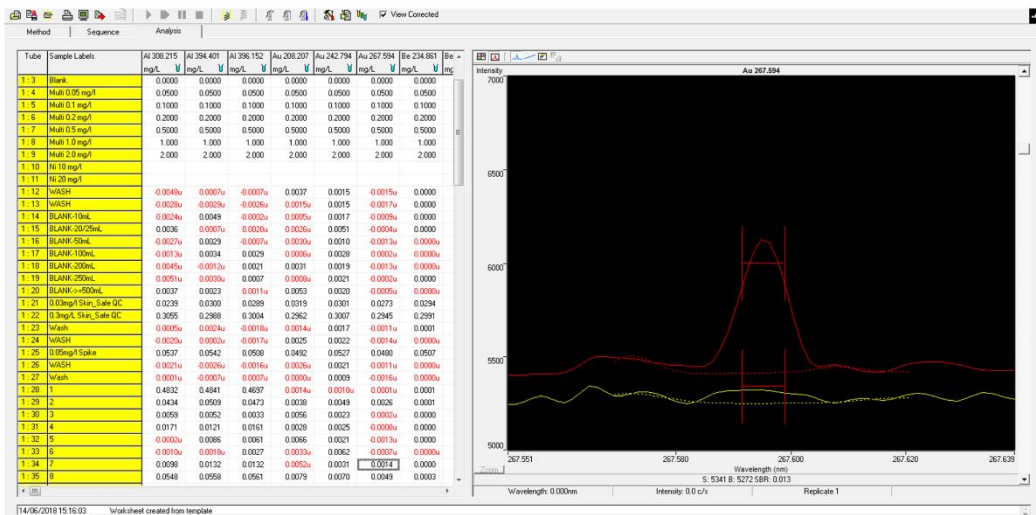 View Corrected
Method Sequence Analysis
Tube Sample Labels Al 308.215 Al 394.401 Al 396.152 Au 208.207 Au 242.794 Au 267.594 Be 234.861 Be
mg/L mg/L mg/L mg/L mg/L mg/L mg/L
1 : 3 Blank 0.0000 0.0000 0.0000 0.0000 0.0000 0.0000 0.0000
1 : 4 Multi 0.05 mg/l 0.0500 0.0500 0.0500 0.0500 0.0500 0.0500 0.0500
1 : 5 Multi 0.1 mg/l 0.1000 0.1000 0.1000 0.1000 0.1000 0.1000 0.1000
1 : 6 Multi 0.2 mg/l 0.2000 0.2000 0.2000 0.2000 0.2000 0.2000 0.2000
1 : 7 Multi 0.5 mg/l 0.5000 0.5000 0.5000 0.5000 0.5000 0.5000 0.5000
1 : 8 Multi 1.0 mg/l 1.000 1.000 1.000 1.000 1.000 1.000 1.000
1 : 9 Multi 2.0 mg/l 2.000 2.000 2.000 2.000 2.000 2.000 2.000
1 : 10 Ni 10 mg/l
1 : 11 Ni 20 mg/l
1 : 12 WASH -0.0048u 0.0007u -0.0007u 0.0037 0.0015 -0.0015u 0.0000
1 : 13 WASH -0.0028u -0.0029u -0.0026u 0.0015u 0.0015 -0.0017u 0.0000
1 : 14 BLANK-10mL 0.0024u 0.0049 -0.0002u 0.0005u 0.0017 -0.0009u 0.0000
1 : 15 BLANK-20/25mL 0.0036 0.0007u 0.0020u 0.0026u 0.0051 -0.0004u 0.0000
1 : 16 BLANK-50mL -0.0027u 0.0029 -0.0007u 0.0030u 0.0010 -0.0013u 0.0000u
1 : 17 BLANK-100mL -0.0013u 0.0034 0.0029 0.0006u 0.0028 0.0002u 0.0000u
1 : 18 BLANK-200mL 0.0045u -0.0012u 0.0021 0.0031 0.0019 -0.0013u 0.0000u
1 : 19 BLANK-250mL 0.0051u 0.0030u 0.0007 0.0008u 0.0021 -0.0002u 0.0000
1 : 20 BLANK->=500mL 0.0037 0.0023 0.0011u 0.0053 0.0020 -0.0005u 0.0000u
1 : 21 0.03mg/l Skin_Safe QC 0.0239 0.0300 0.0289 0.0319 0.0301 0.0273 0.0294
1 : 22 0.3mg/L Skin_Safe QC 0.3055 0.2988 0.3004 0.2962 0.3007 0.2945 0.2991
1 : 23 Wash 0.0005u 0.0024u -0.0018u 0.0014u 0.0017 -0.0011u 0.0001
1 : 24 WASH -0.0020u 0.0002u -0.0017u 0.0025 0.0022 -0.0014u 0.0000u
1 : 25 0.05mg/l Spike 0.0537 0.0542 0.0508 0.0492 0.0527 0.0480 0.0507
1 : 26 WASH -0.0021u -0.0026u -0.0016u 0.0026u 0.0021 -0.0011u 0.0000u
1 : 27 Wash 0.0001u -0.0007u 0.0007u 0.0000u 0.0009 -0.0016u 0.0000u
1 : 28 1 0.4832 0.4841 0.4697 0.0014u 0.0010u 0.0001u 0.0001
1 : 29 2 0.0434 0.0509 0.0473 0.0038 0.0049 0.0026 0.0001
1 : 30 3 0.0059 0.0052 0.0033 0.0056 0.0023 0.0002u 0.0000
1 : 31 4 0.0171 0.0121 0.0161 0.0028 0.0025 -0.0008u 0.0000
1 : 32 5 -0.0002u 0.0086 0.0061 0.0066 0.0021 -0.0013u 0.0000
1 : 33 6 -0.0010u 0.0018u 0.0027 0.0033u 0.0062 -0.0007u 0.0000u
1 : 34 7 0.0098 0.0132 0.0132 0.0052u 0.0031 0.0014 0.0000
1 : 35 8 0.0548 0.0558 0.0561 0.0079 0.0070 0.0049 0.0003
Intensity Au 267.594
7000
6500
6000
5500
5000
267.551 267.580 267.600 267.620 267.639
Zoom Wavelength (nm)
S: 5341 B: 5272 SBR: 0.013
Wavelength: 0.000nm Intensity: 0.0 c/s Replicate 1
14/06/2018 15:16:03 Worksheet created from template